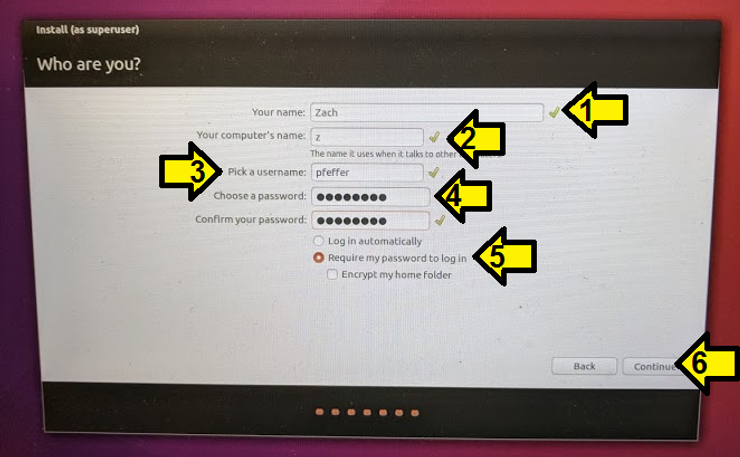 Install (as superuser)
Who are you?
Your name: Zach 1
Your computer's name: z 2
The name it uses when it talks to other
3 Pick a username: pfeffer
Choose a password: ●●●●●●●● 4
Confirm your password: ●●●●●●●●
Log in automatically
Require my password to log in 5
Encrypt my home folder
Back Continue 6